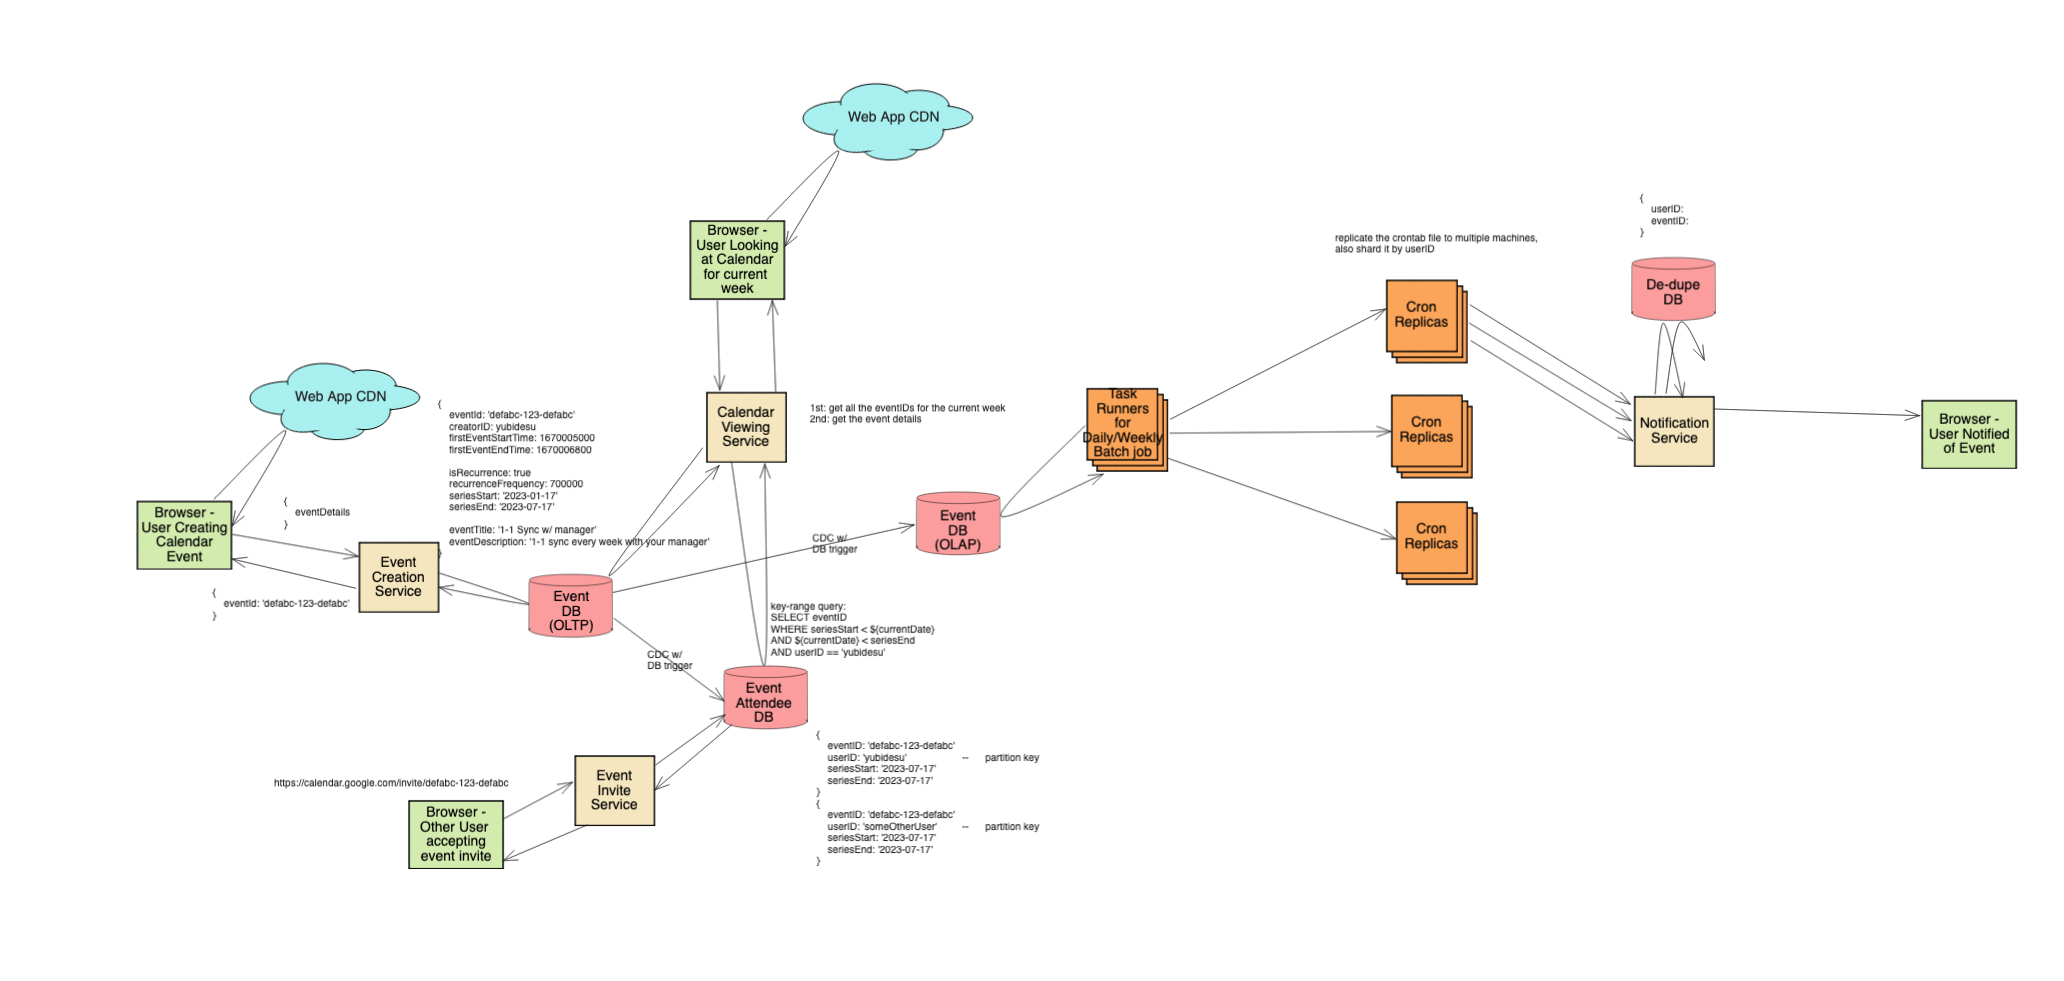 Web App CDN
Browser -
User Looking
at Calendar
for current
week
Web App CDN
{
eventId: 'defabc-123-defabc'
creatorID: yubidesu
firstEventStartTime: 1670005000
firstEventEndTime: 1670006800
isRecurrence: true
recurrenceFrequency: 700000
seriesStart: '2023-01-17'
seriesEnd: '2023-07-17'
eventTitle: '1-1 Sync w/ manager'
eventDescription: '1-1 sync every week with your manager'
}
Calendar
Viewing
Service
1st: get all the eventIDs for the current week
2nd: get the event details
Browser -
User Creating
Calendar
Event
{
eventDetails
}
Event
Creation
Service
{
eventId: 'defabc-123-defabc'
}
Event
DB
(OLTP)
CDC w/
DB trigger
Event
DB
(OLAP)
CDC w/
DB trigger
key-range query:
SELECT eventID
WHERE seriesStart < ${currentDate}
AND ${currentDate} < seriesEnd
AND userID == 'yubidesu'
Event
Attendee
DB
{
eventID: 'defabc-123-defabc'
userID: 'yubidesu' -- partition key
seriesStart: '2023-07-17'
seriesEnd: '2023-07-17'
}
{
eventID: 'defabc-123-defabc'
userID: 'someOtherUser' -- partition key
seriesStart: '2023-07-17'
seriesEnd: '2023-07-17'
}
https://calendar.google.com/invite/defabc-123-defabc
Event
Invite
Service
Browser -
Other User
accepting
event invite
Task
Runners
for
Daily/Weekly
Batch job
replicate the crontab file to multiple machines,
also shard it by userID
Cron
Replicas
Cron
Replicas
Cron
Replicas
{
userID:
eventID:
}
De-dupe
DB
Notification
Service
Browser -
User Notified
of Event